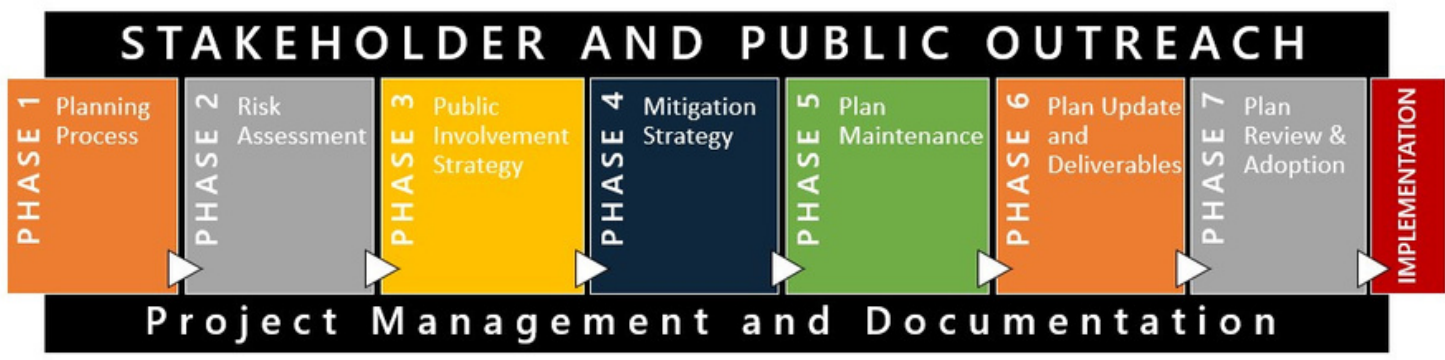 STAKEHOLDER AND PUBLIC OUTREACH
PHASE 1
Planning
Process
PHASE 2
Risk
Assessment
PHASE 3
Public
Involvement
Strategy
PHASE 4
Mitigation
Strategy
PHASE 5
Plan
Maintenance
PHASE 6
Plan Update
and
Deliverables
PHASE 7
Plan
Review &
Adoption
IMPLEMENTATION
Project Management and Documentation